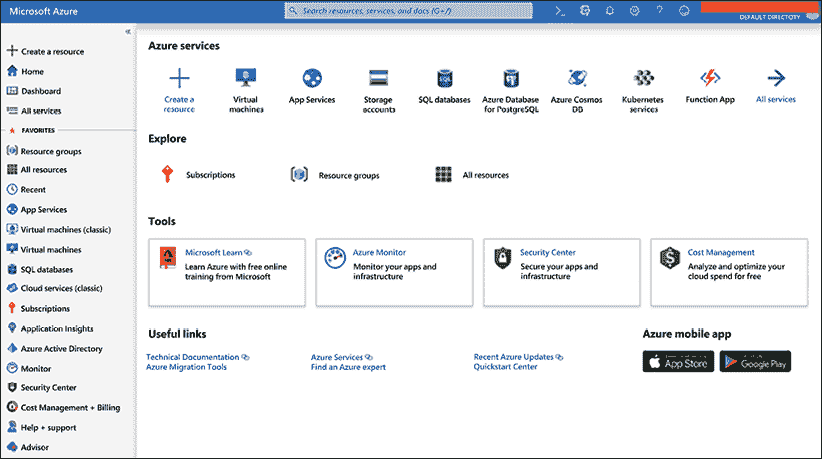 Microsoft Azure
Search resources, services, and docs (G+/)
DEFAULT DIRECTORY
Create a resource
Home
Dashboard
All services
FAVORITES
Resource groups
All resources
Recent
App Services
Virtual machines (classic)
Virtual machines
SQL databases
Cloud services (classic)
Subscriptions
Application Insights
Azure Active Directory
Monitor
Security Center
Cost Management + Billing
Help + support
Advisor
Azure services
Create a
resource
Virtual
machines
App Services
Storage
accounts
SQL databases
Azure Database
for PostgreSQL
Azure Cosmos
DB
Kubernetes
services
Function App
All services
Explore
Subscriptions
Resource groups
All resources
Tools
Microsoft Learn
Learn Azure with free online
training from Microsoft
Azure Monitor
Monitor your apps and
infrastructure
Security Center
Secure your apps and
infrastructure
Cost Management
Analyze and optimize your
cloud spend for free
Useful links
Technical Documentation
Azure Migration Tools
Azure Services
Find an Azure expert
Recent Azure Updates
Quickstart Center
Azure mobile app
App Store
Google Play